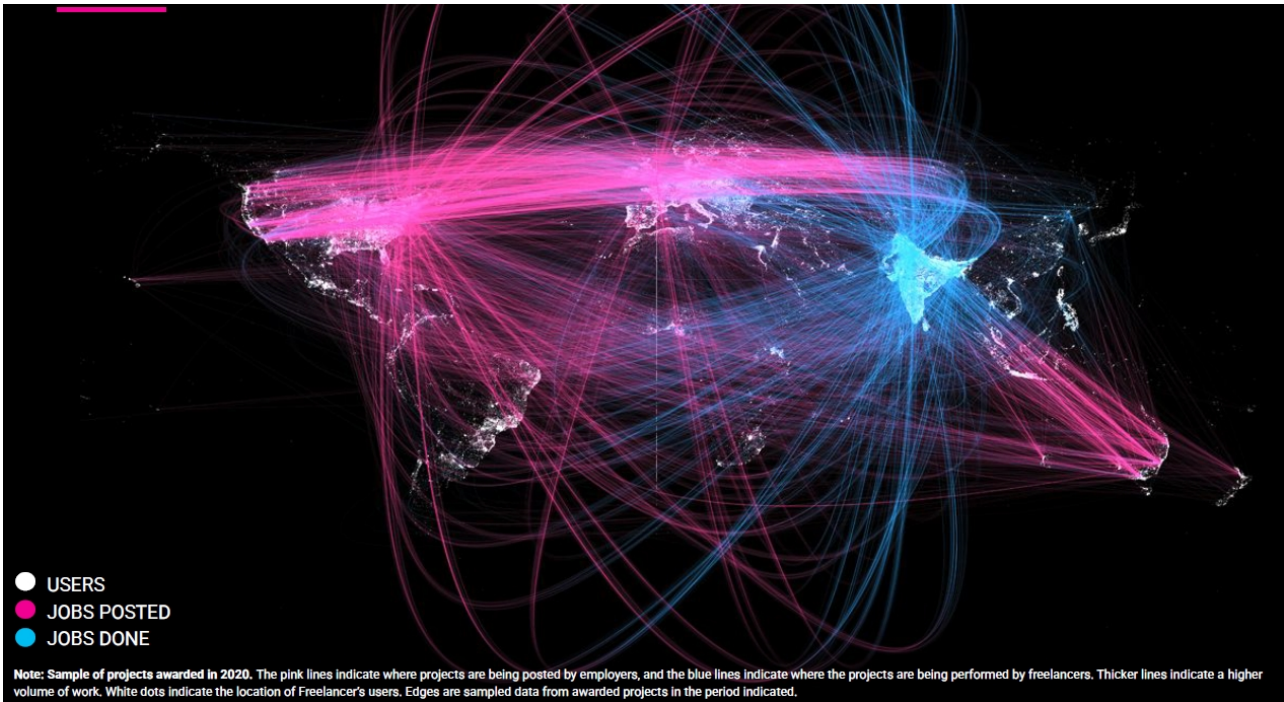 USERS
JOBS POSTED
JOBS DONE
Note: Sample of projects awarded in 2020. The pink lines indicate where projects are being posted by employers, and the blue lines indicate where the projects are being performed by freelancers. Thicker lines indicate a higher
volume of work. White dots indicate the location of Freelancer's users. Edges are sampled data from awarded projects in the period indicated.